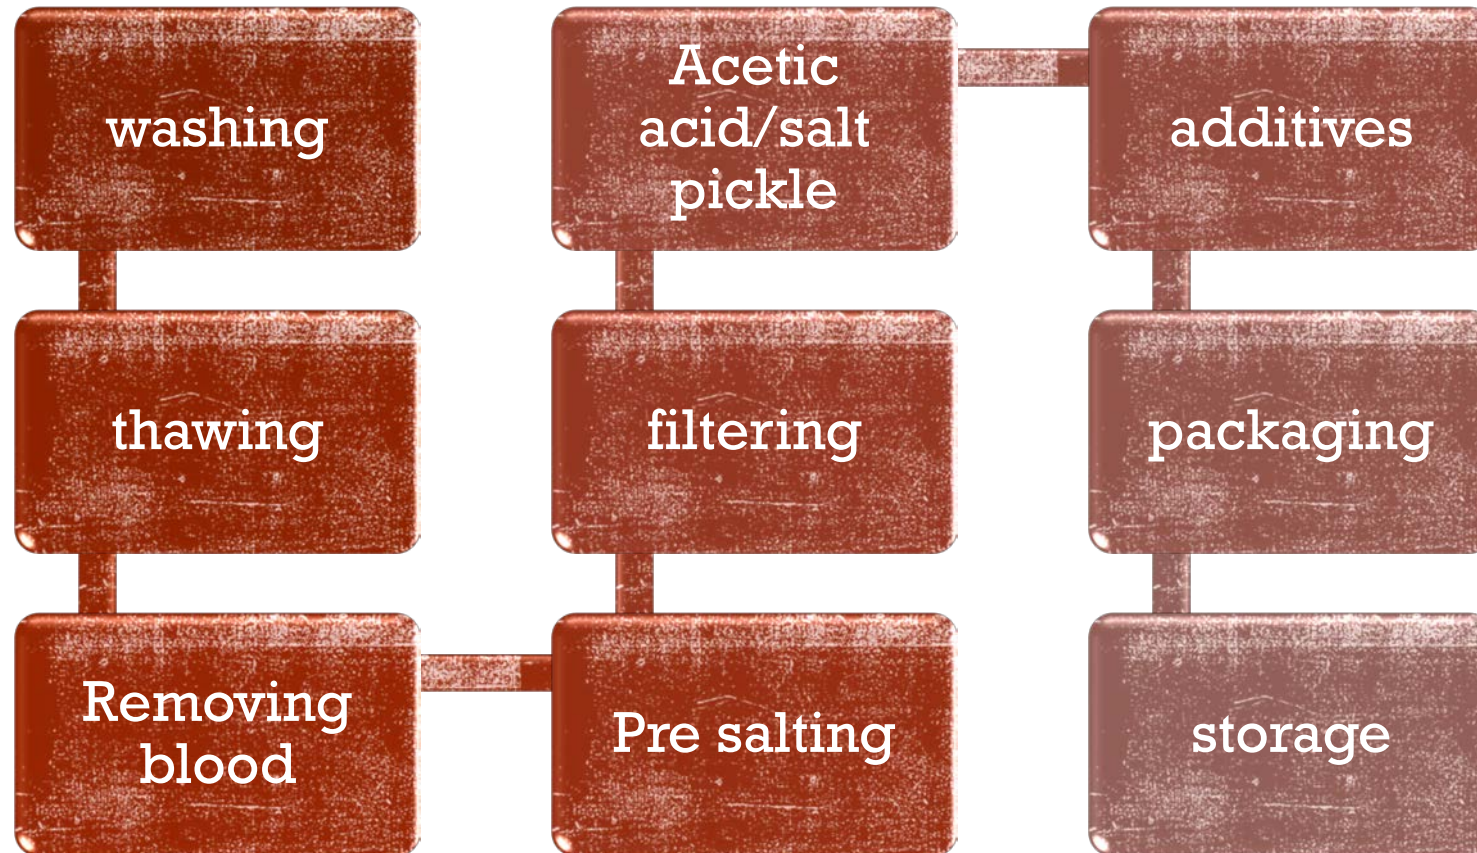 washing
thawing
Removing
blood
Pre salting
filtering
Acetic
acid/salt
pickle
additives
packaging
storage